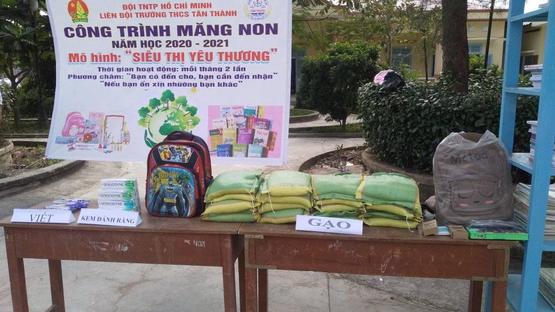 ĐỘI TNTP HỒ CHÍ MINH
LIÊN ĐỘI TRƯỜNG THCS TÂN THÀNH
CÔNG TRÌNH MĂNG NON
NĂM HỌC 2020 - 2021
Mô hình: "SIÊU THỊ YÊU THƯƠNG"
Thời gian hoạt động: mỗi tháng 2 lần
Phương châm: "Bạn có đến cho, bạn cần đến nhận"
"Nếu bạn ổn xin nhường bạn khác"
VIẾT
KEM ĐÁNH RĂNG
GẠO